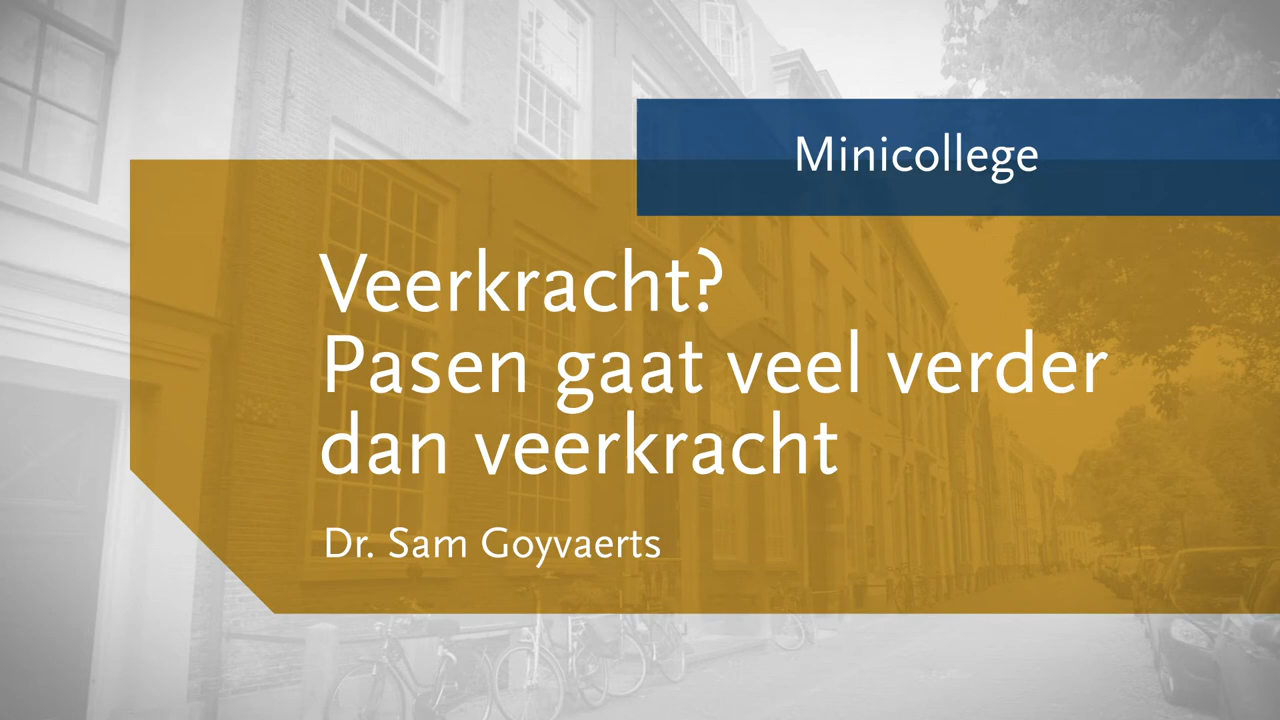 Minicollege
Veerkracht?
Pasen gaat veel verder
dan veerkracht
Dr. Sam Goyvaerts